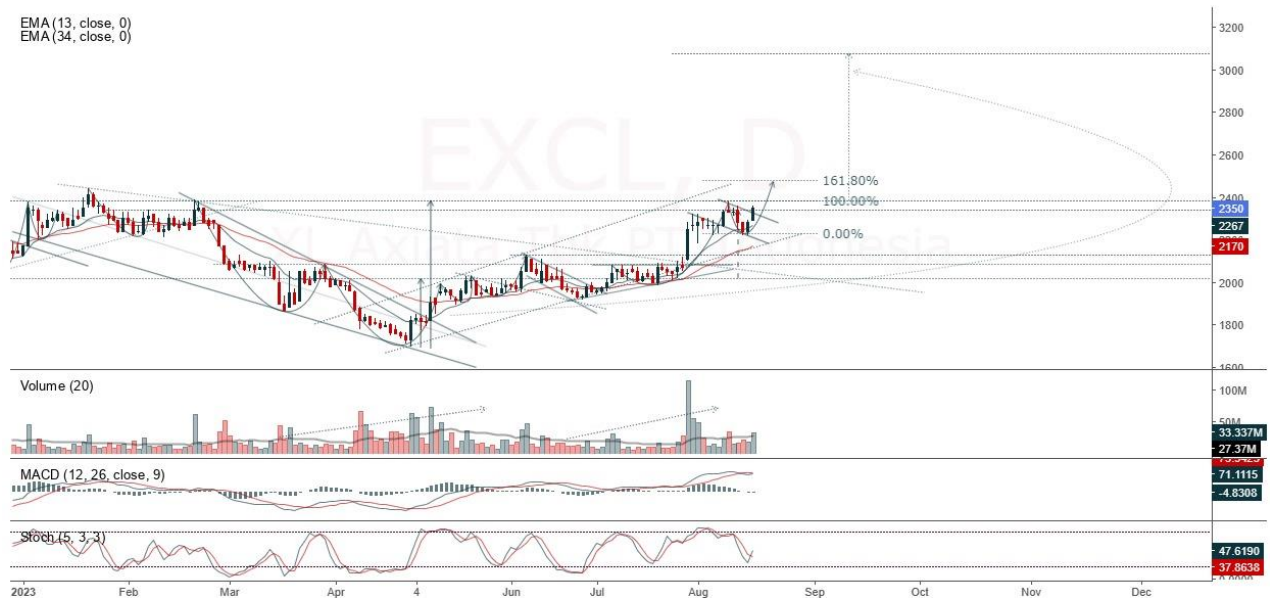 EMA (13, close, 0)
EMA (34, close, 0)
EXCL, D
3200
3000
2800
2600
161.80%
2400
100.00%
2350
2267
0.00%
2170
2000
1800
1600
Volume (20)
100M
50M
33.337M
27.37M
MACD (12, 26, close, 9)
71.1115
-4.8308
Stoch (5, 3, 3)
47.6190
37.8638
2023 Feb Mar Apr 4 Jun Jul Aug Sep Oct Nov Dec